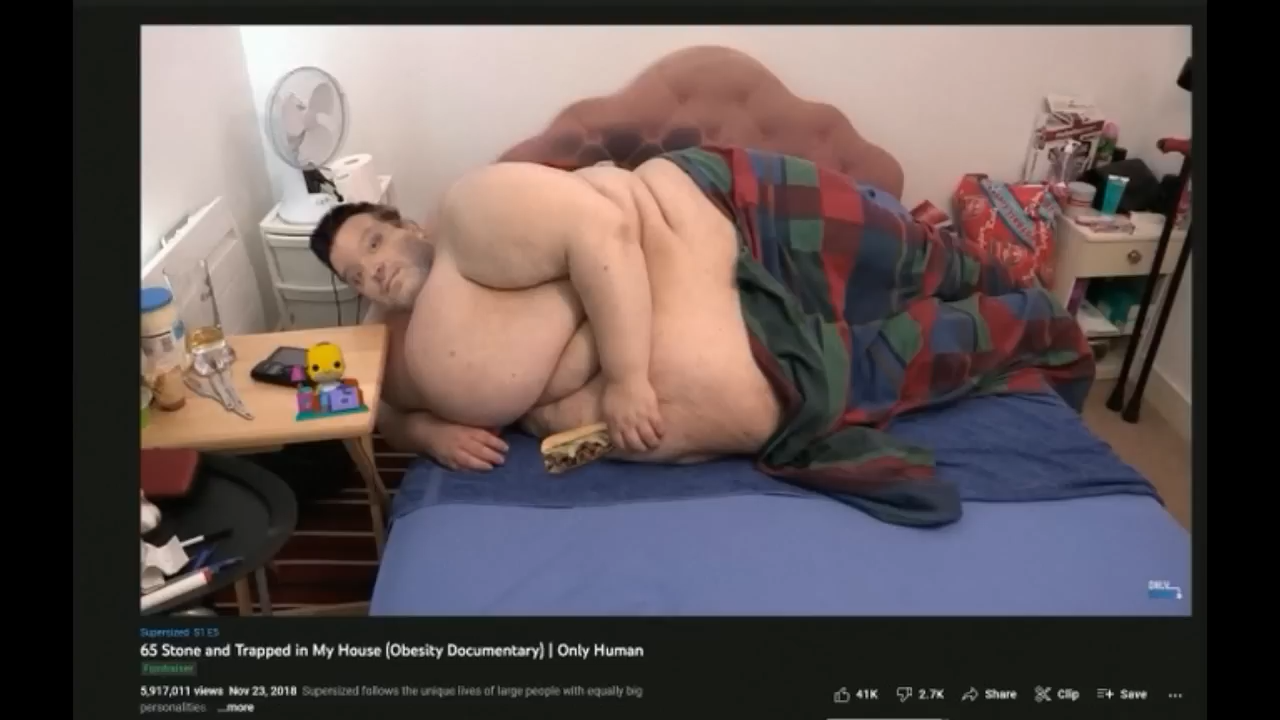 ONLY
Supersized S1 E5
65 Stone and Trapped in My House (Obesity Documentary) | Only Human
Fundraiser
5,917,011 views Nov 23, 2018 Supersized follows the unique lives of large people with equally big
personalities ...more
41K 2.7K Share Clip Save ...